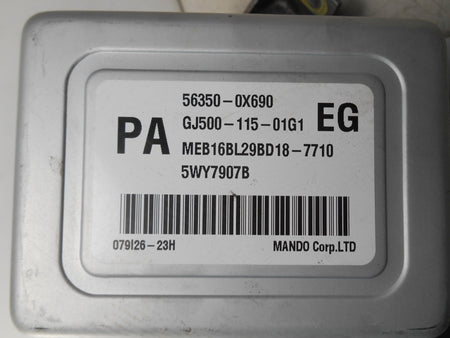 56350-0X690
PA GJ500-115-01G1 EG
MEB16BL29BD18-7710
5WY7907B
079I26-23H MANDO Corp.LTD